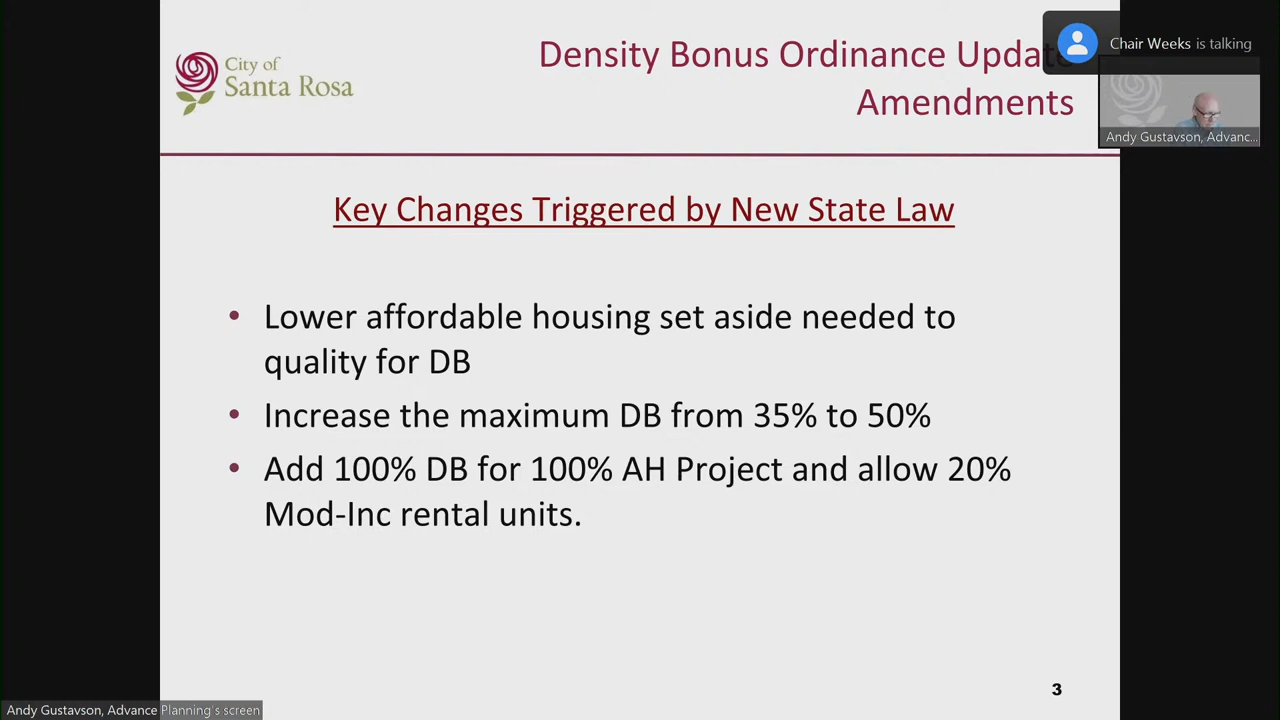 City of
Santa Rosa
Density Bonus Ordinance Update
Amendments
Chair Weeks is talking
Andy Gustavson, Advanc...
Key Changes Triggered by New State Law
• Lower affordable housing set aside needed to
quality for DB
• Increase the maximum DB from 35% to 50%
• Add 100% DB for 100% AH Project and allow 20%
Mod-Inc rental units.
3
Andy Gustavson, Advance Planning's screen